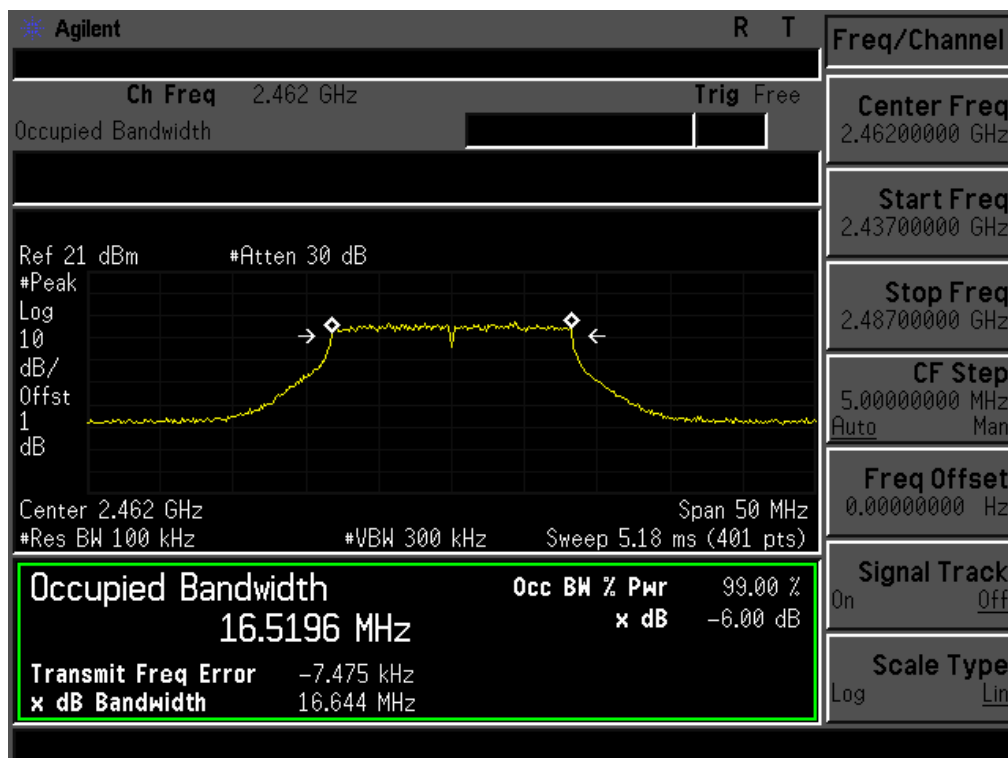 Agilent R T
Ch Freq 2.462 GHz Trig Free
Occupied Bandwidth
Ref 21 dBm #Atten 30 dB
#Peak
Log
10
dB/
Offst
1
dB
Center 2.462 GHz Span 50 MHz
#Res BW 100 kHz #VBW 300 kHz Sweep 5.18 ms (401 pts)
Occupied Bandwidth Occ BW % Pwr 99.00 %
16.5196 MHz x dB -6.00 dB
Transmit Freq Error -7.475 kHz
x dB Bandwidth 16.644 MHz
Freq/Channel
Center Freq
2.46200000 GHz
Start Freq
2.43700000 GHz
Stop Freq
2.48700000 GHz
CF Step
5.00000000 MHz
Auto Man
Freq Offset
0.00000000 Hz
Signal Track
On Off
Scale Type
Log Lin